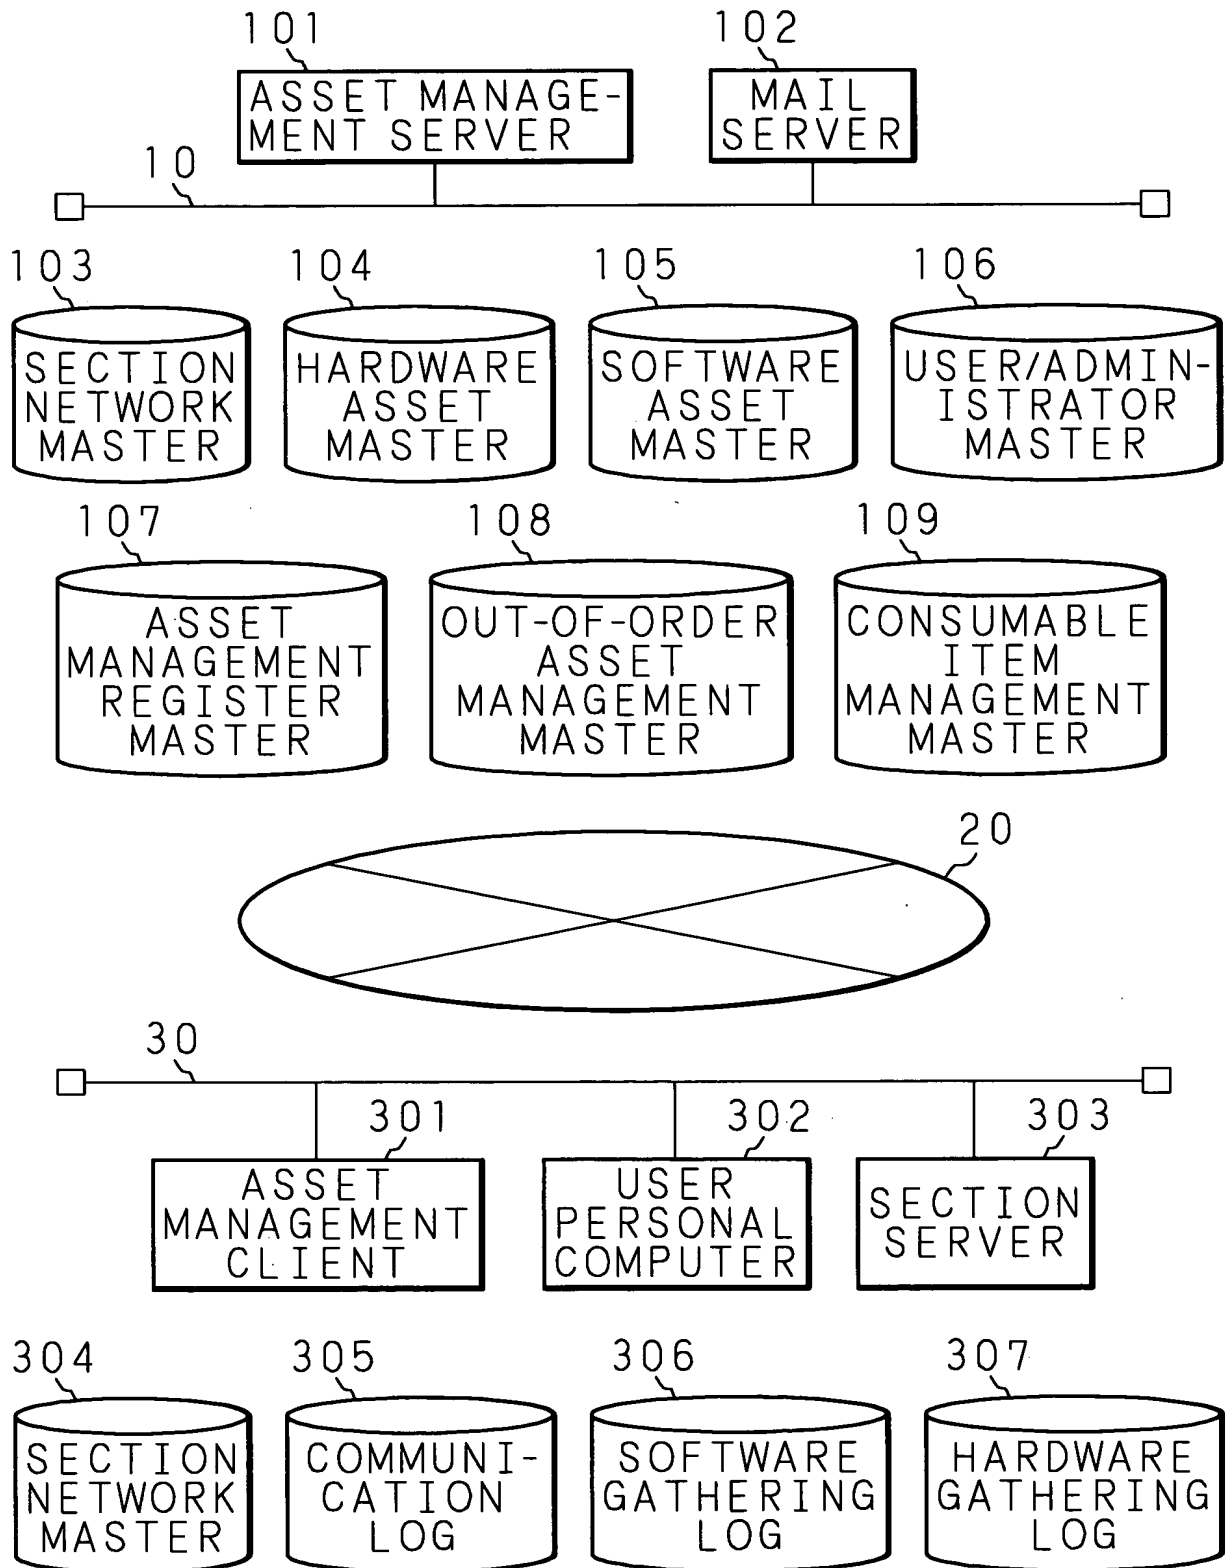 101
102
ASSET MANAGE-
MENT SERVER
MAIL
SERVER
10
103
104
105
106
SECTION
NETWORK
MASTER
HARDWARE
ASSET
MASTER
SOFTWARE
ASSET
MASTER
USER/ADMIN-
ISTRATOR
MASTER
107
108
109
ASSET
MANAGEMENT
REGISTER
MASTER
OUT-OF-ORDER
ASSET
MANAGEMENT
MASTER
CONSUMABLE
ITEM
MANAGEMENT
MASTER
20
30
301
302
303
ASSET
MANAGEMENT
CLIENT
USER
PERSONAL
COMPUTER
SECTION
SERVER
304
305
306
307
SECTION
NETWORK
MASTER
COMMUNI-
CATION
LOG
SOFTWARE
GATHERING
LOG
HARDWARE
GATHERING
LOG